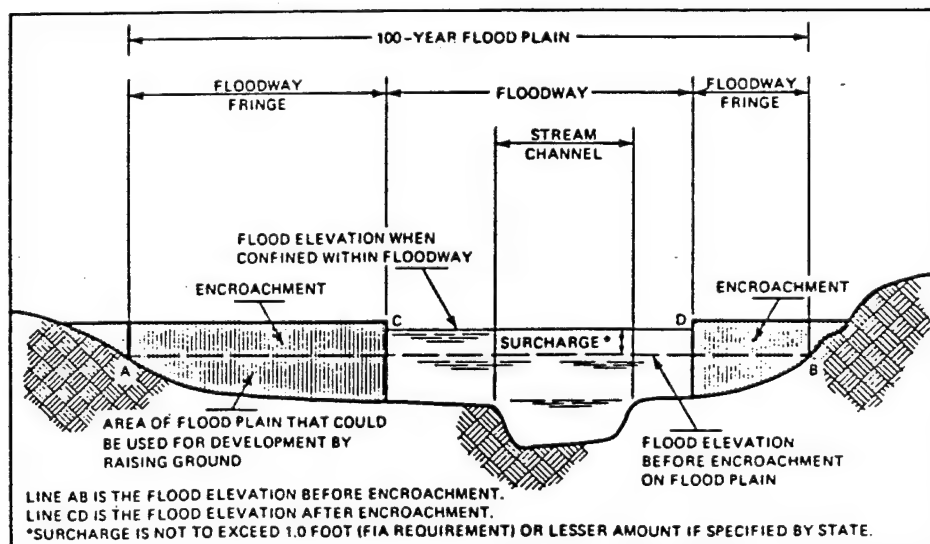 100-YEAR FLOOD PLAIN
FLOODWAY
FRINGE
FLOODWAY
FLOODWAY
FRINGE
STREAM
CHANNEL
FLOOD ELEVATION WHEN
CONFINED WITHIN FLOODWAY
ENCROACHMENT
C
D
ENCROACHMENT
SURCHARGE*
A
B
AREA OF FLOOD PLAIN THAT COULD
BE USED FOR DEVELOPMENT BY
RAISING GROUND
FLOOD ELEVATION
BEFORE ENCROACHMENT
ON FLOOD PLAIN
LINE AB IS THE FLOOD ELEVATION BEFORE ENCROACHMENT.
LINE CD IS THE FLOOD ELEVATION AFTER ENCROACHMENT.
*SURCHARGE IS NOT TO EXCEED 1.0 FOOT (FIA REQUIREMENT) OR LESSER AMOUNT IF SPECIFIED BY STATE.